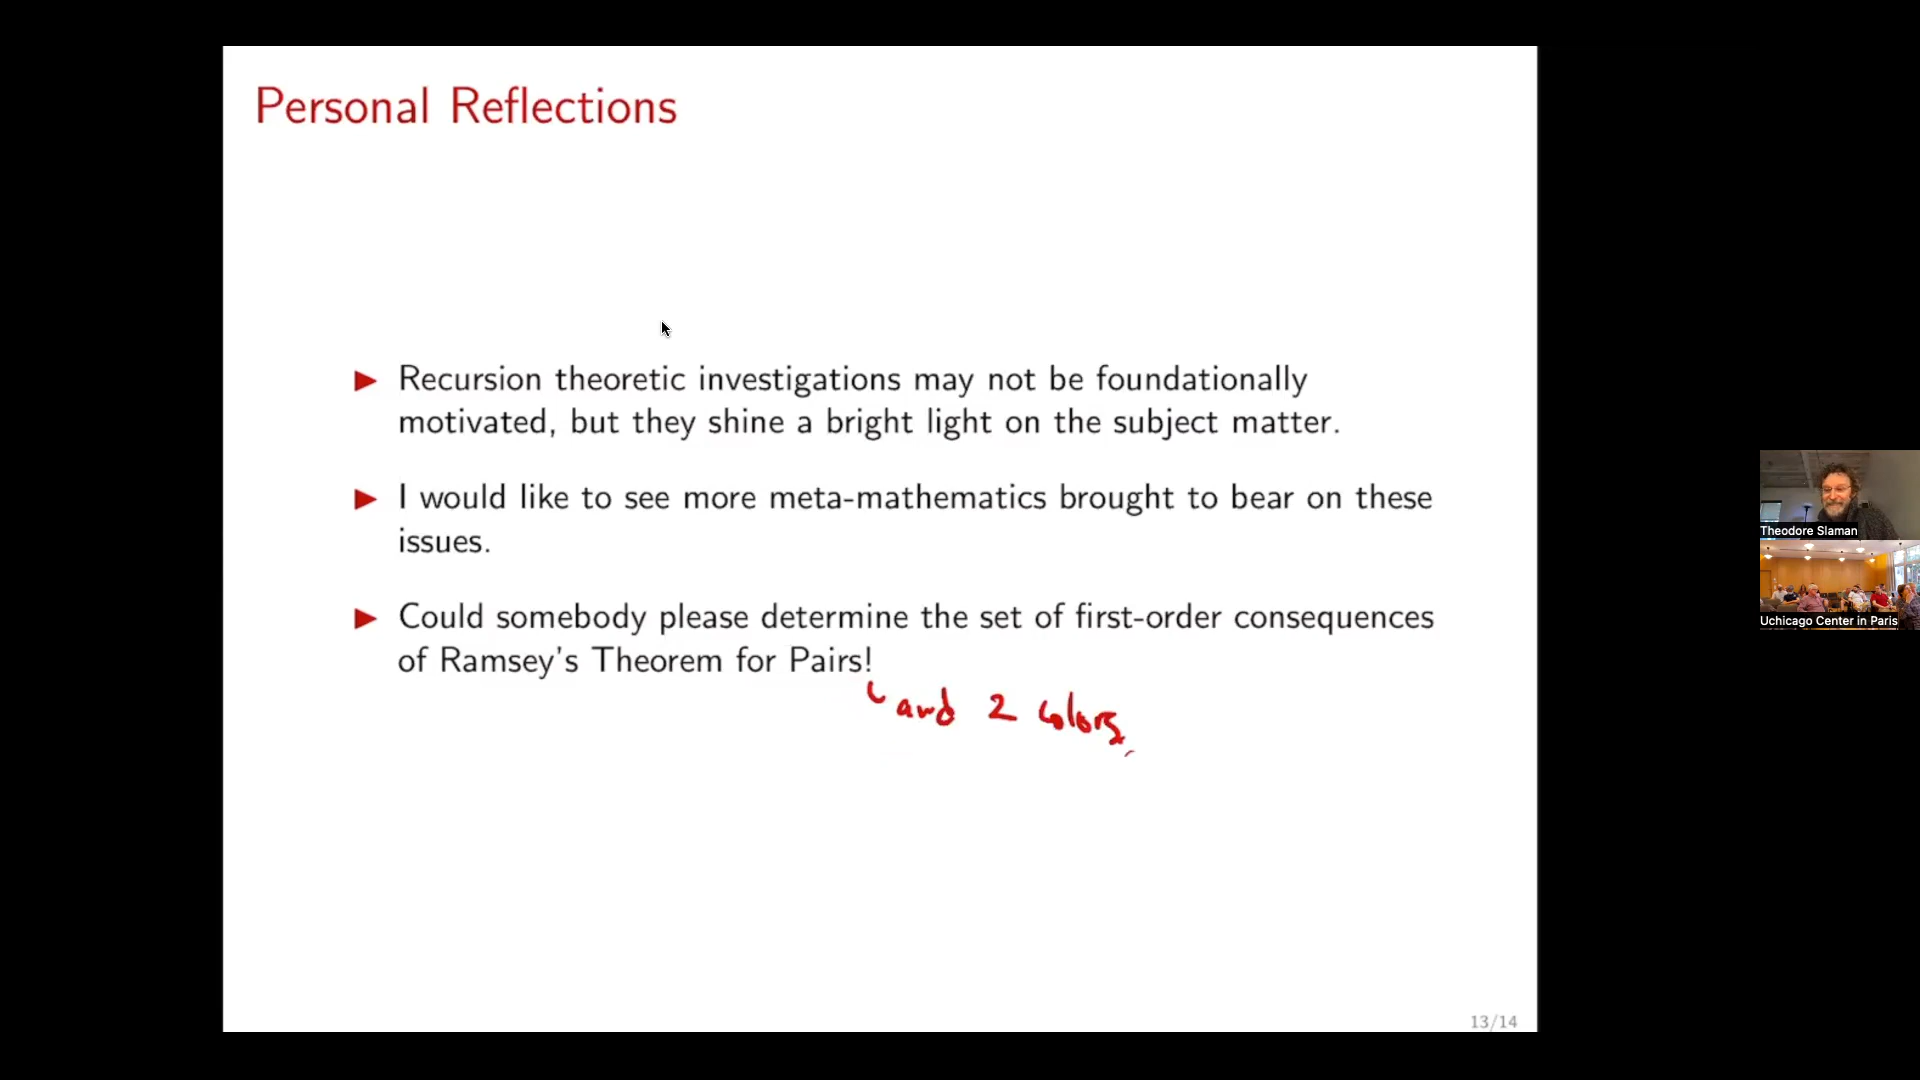 Personal Reflections
▶ Recursion theoretic investigations may not be foundationally
motivated, but they shine a bright light on the subject matter.
▶ I would like to see more meta-mathematics brought to bear on these
issues.
▶ Could somebody please determine the set of first-order consequences
of Ramsey's Theorem for Pairs!
and 2 colors
Theodore Slaman
Uchicago Center in Paris
13/14